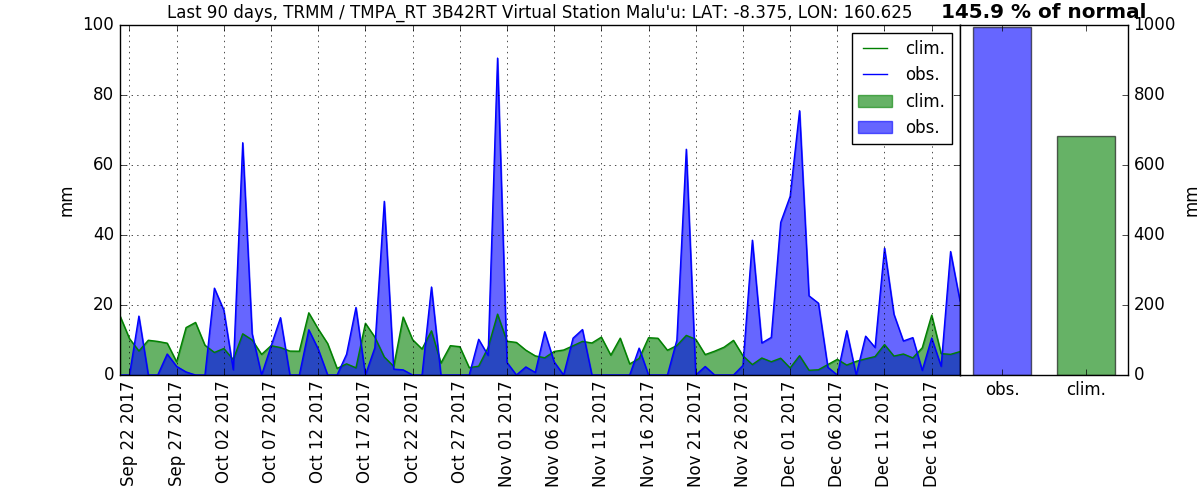 Last 90 days, TRMM / TMPA_RT 3B42RT Virtual Station Malu'u: LAT: -8.375, LON: 160.625
145.9 % of normal
mm
100
80
60
40
20
0
clim.
obs.
clim.
obs.
1000
800
600
400
200
0
mm
Sep 22 2017
Sep 27 2017
Oct 02 2017
Oct 07 2017
Oct 12 2017
Oct 17 2017
Oct 22 2017
Oct 27 2017
Nov 01 2017
Nov 06 2017
Nov 11 2017
Nov 16 2017
Nov 21 2017
Nov 26 2017
Dec 01 2017
Dec 06 2017
Dec 11 2017
Dec 16 2017
obs.
clim.